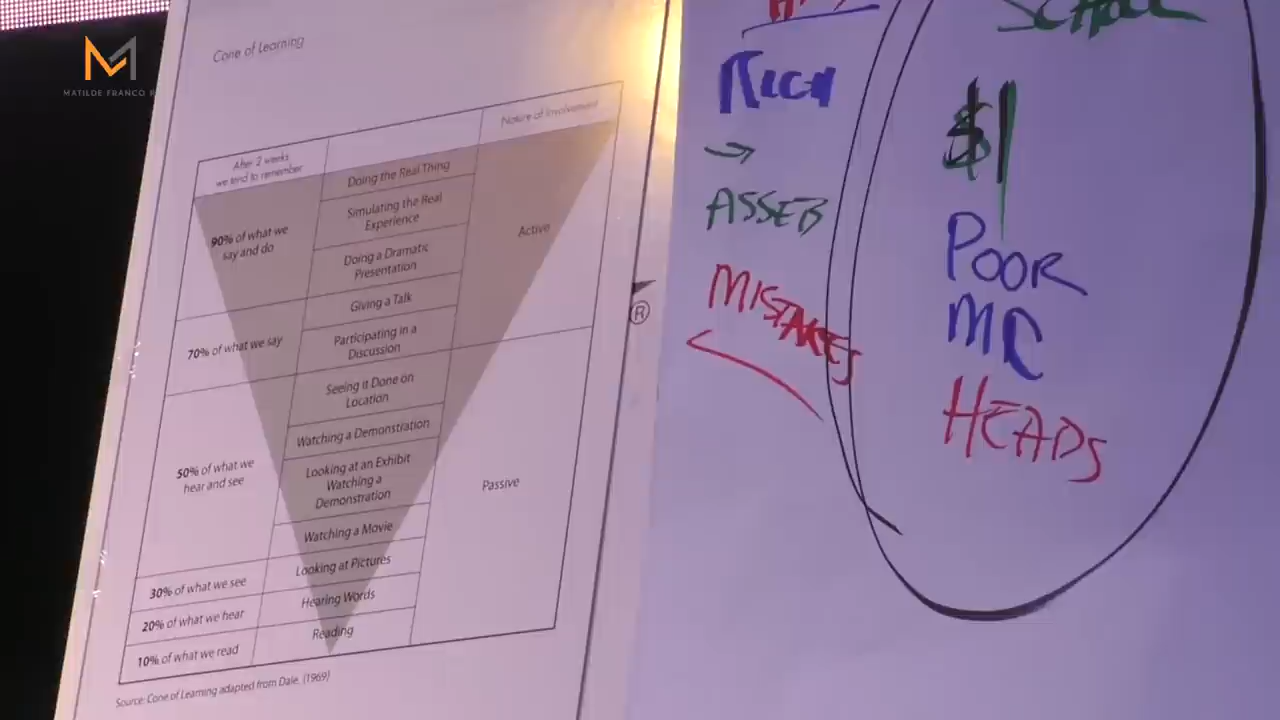 MATILDE FRANCO
Cone of Learning
After 2 weeks
we tend to remember
Nature of Involvement
90% of what we
say and do
Doing the Real Thing
Simulating the Real
Experience
Doing a Dramatic
Presentation
Giving a Talk
Active
70% of what we say
Participating in a
Discussion
50% of what we
hear and see
Seeing it Done on
Location
Watching a Demonstration
Looking at an Exhibit
Watching a
Demonstration
Watching a Movie
Passive
30% of what we see
Looking at Pictures
20% of what we hear
Hearing Words
10% of what we read
Reading
Source: Cone of Learning adapted from Dale. (1969)
®
RICH
→
ASSETS
MISTAKES
SCHOOL
$1
POOR
MC
HEADS